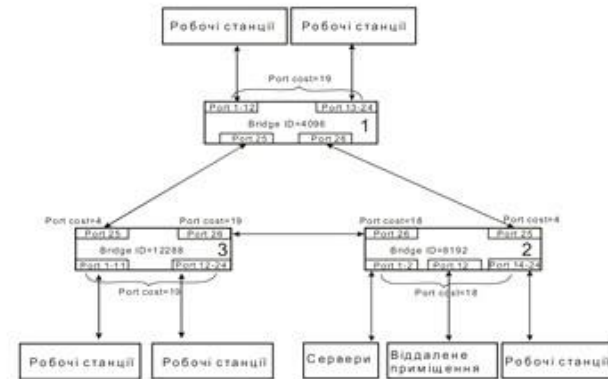 Робочі станції Робочі станції
Port cost=19
Port 1-12 Port 13-24
Bridge ID=4096 1
Port 25 Port 26
Port cost=4 Port cost=19 Port cost=18 Port cost=4
Port 25 Port 26 Port 26 Port 25
Bridge ID=12288 3 Bridge ID=8192 2
Port 1-11 Port 12-24 Port 1-2 Port 12 Port 14-24
Port cost=19 Port cost=18
Робочі станції Робочі станції Сервери Віддалене Робочі станції
приміщення